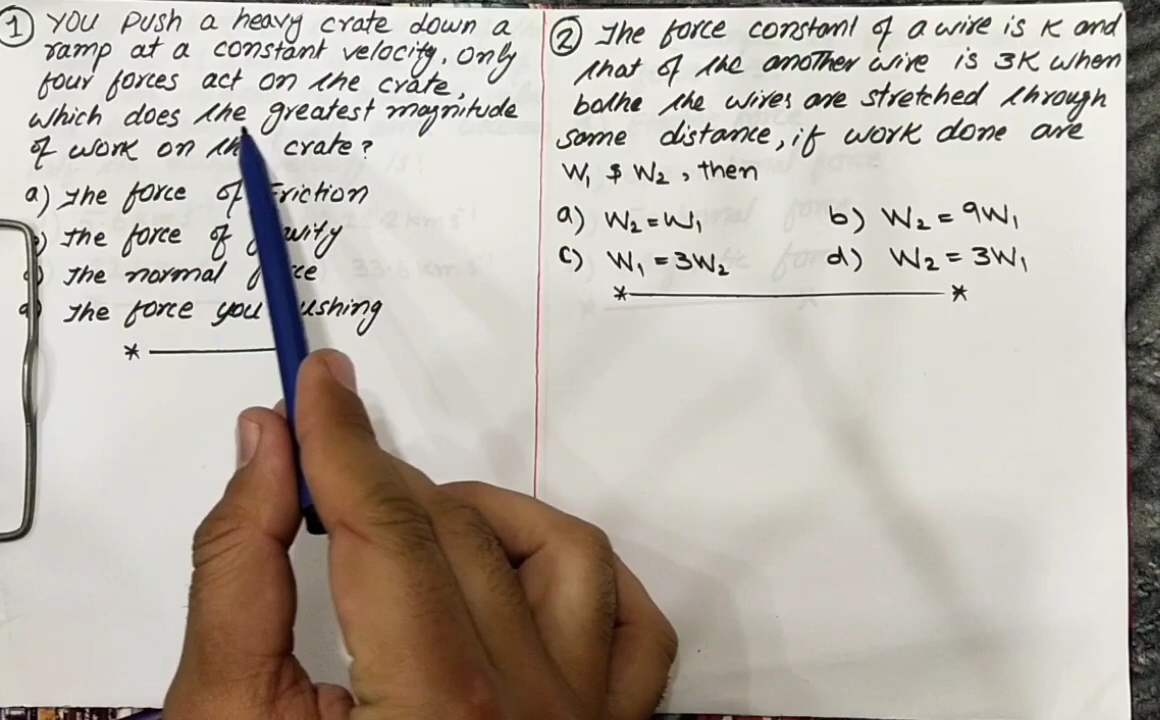 ① You push a heavy crate down a
ramp at a constant velocity, only
four forces act on the crate,
which does the greatest magnitude
of work on crate?
a) The force of Friction
The force of
The normal
The force you
* —
② The force constant of a wire is K and
that of the another wire is 3K when
bothe the wires are stretched through
same distance, if work done are
W₁ $ W₂, then
a) W₂ = W₁ b) W₂ = 9W₁
c) W₁ = 3W₂ d) W₂ = 3W₁
* — *